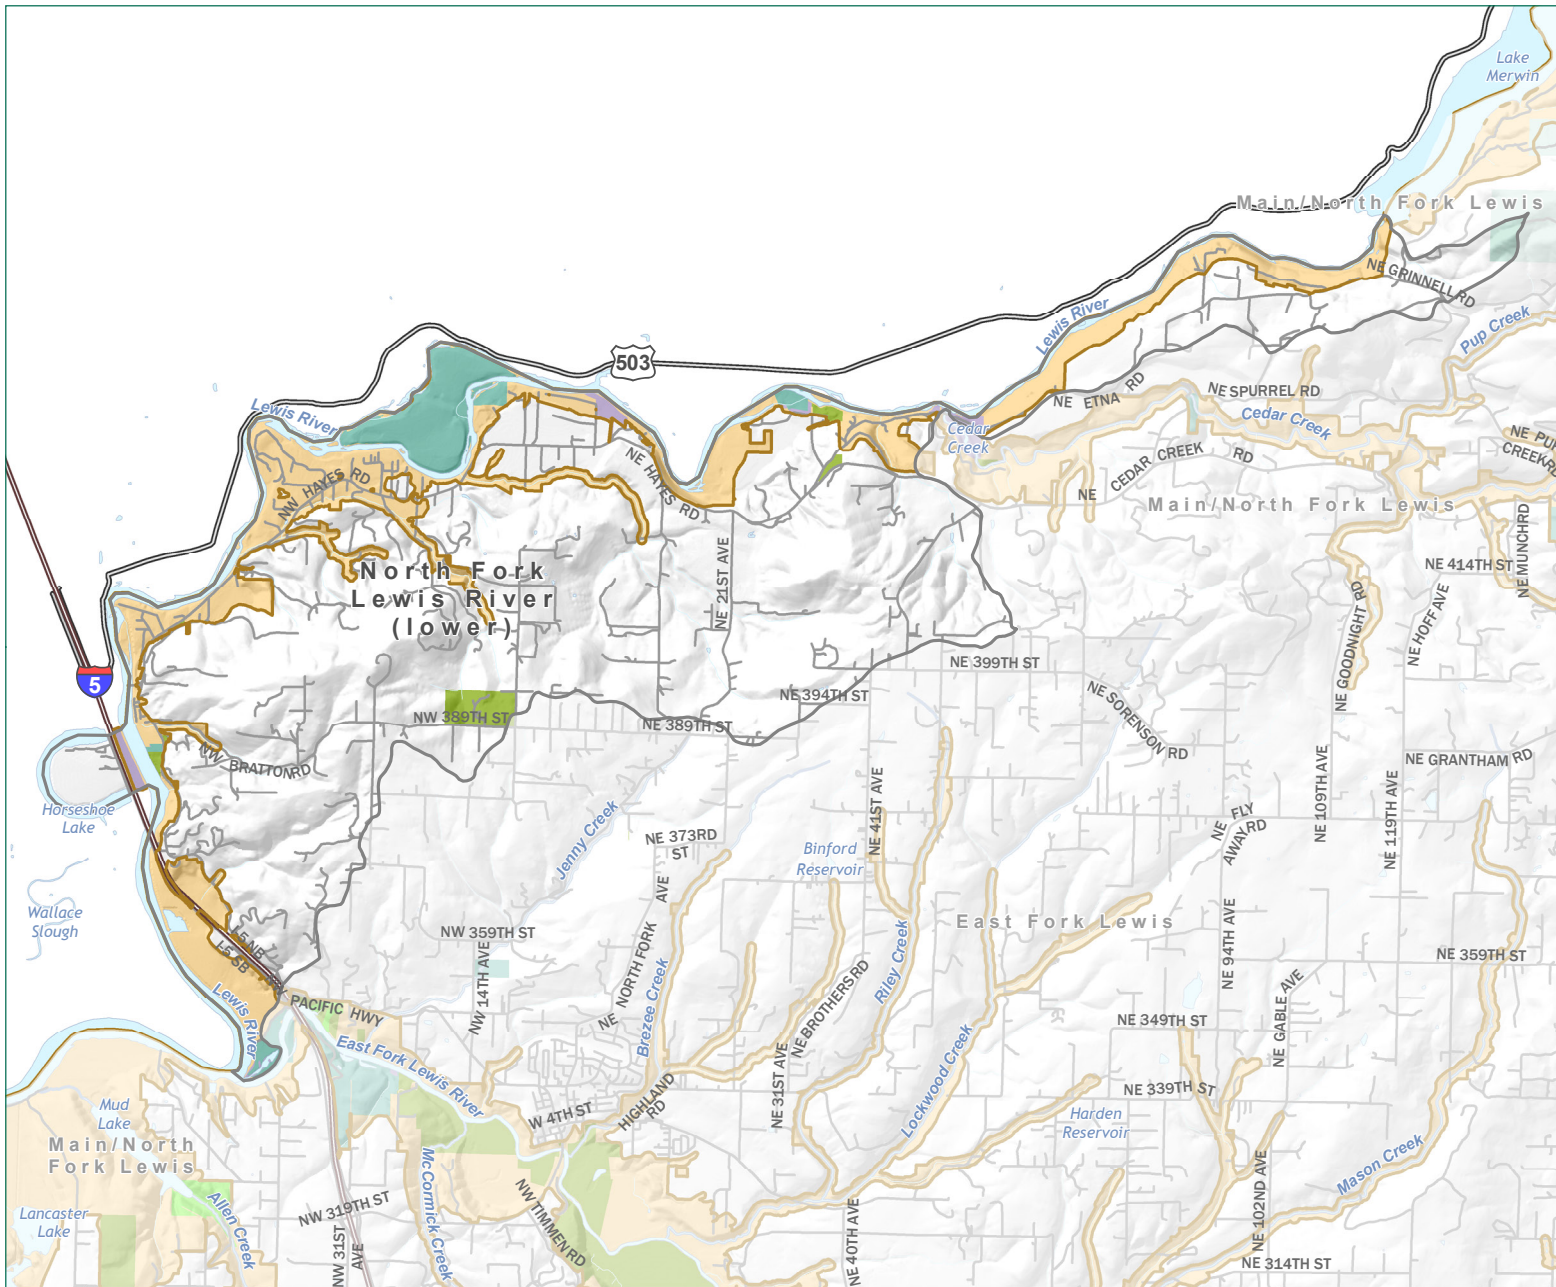 Lake
Merwin
Main/North Fork Lewis
NE GRINNELL RD
Lewis River
Pup Creek
503
Lewis River
NE ETNA RD
NE SPURREL RD
Cedar Creek
Cedar
Creek
NE HAYES RD
NW HAYES RD
NE CEDAR CREEK RD
NE PU
CREEK R
Main/North Fork Lewis
NE MUNCH RD
NE 414TH ST
North Fork
Lewis River
(lower)
NE 21ST AVE
NE GOODNIGHT RD
NE HOFF AVE
5
NE 399TH ST
NE 394TH ST
NE SORENSON RD
NW 389TH ST
NE 389TH ST
NW BRATTON RD
NE GRANTHAM RD
NE 109TH AVE
NE 119TH AVE
Horseshoe
Lake
Jenny Creek
NE 373RD
ST
NE 41ST AVE
NE FLY
AWAY RD
Binford
Reservoir
Wallace
Slough
NE NORTH FORK AVE
East Fork Lewis
NW 359TH ST
NE 94TH AVE
NE 359TH ST
I-5 NB
I-5 SB
NW 14TH AVE
Brezee Creek
NE BROTHERS RD
Riley Creek
NE GABLE AVE
Lewis River
PACIFIC HWY
NE 349TH ST
East Fork Lewis River
NE 31ST AVE
Lockwood Creek
NE 339TH ST
Mud
Lake
W 4TH ST
HIGHLAND
RD
Harden
Reservoir
Main/North
Fork Lewis
McCormick Creek
NE 102ND AVE
Mason Creek
Allen Creek
NW 319TH ST
NW TIMMEN RD
Lancaster
Lake
NW 31ST
AVE
NE 40TH AVE
NE 314TH ST